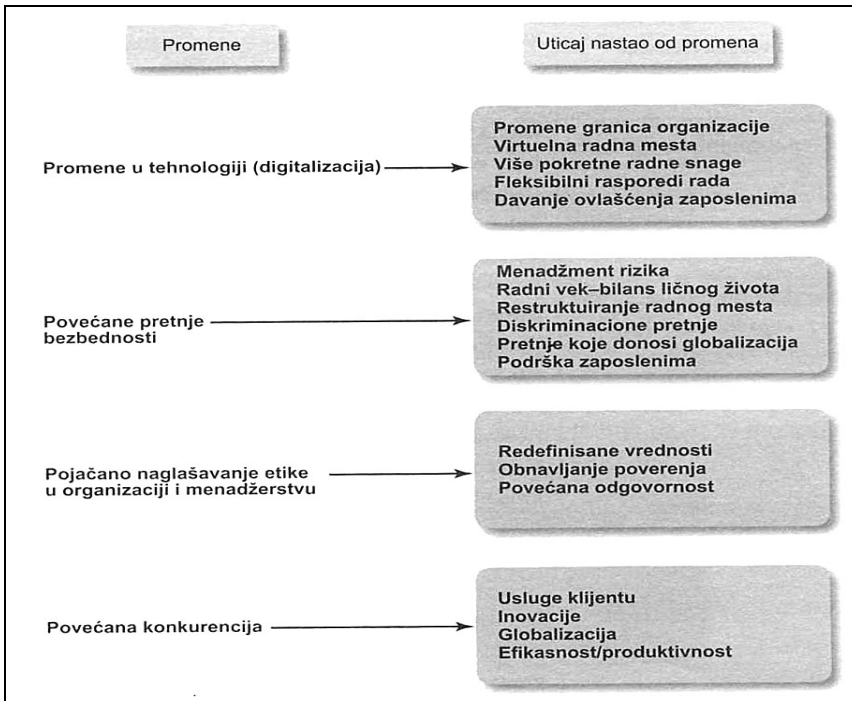 Promene
Uticaj nastao od promena
Promene u tehnologiji (digitalizacija)
Promene granica organizacije
Virtuelna radna mesta
Više pokretne radne snage
Fleksibilni rasporedi rada
Davanje ovlašćenja zaposlenima
Povećane pretnje
bezbednosti
Menadžment rizika
Radni vek–bilans ličnog života
Restruktuiranje radnog mesta
Diskriminacione pretnje
Pretnje koje donosi globalizacija
Podrška zaposlenima
Pojačano naglašavanje etike
u organizaciji i menadžerstvu
Redefinisane vrednosti
Obnavljanje poverenja
Povećana odgovornost
Povećana konkurencija
Usluge klijentu
Inovacije
Globalizacija
Efikasnost/produktivnost